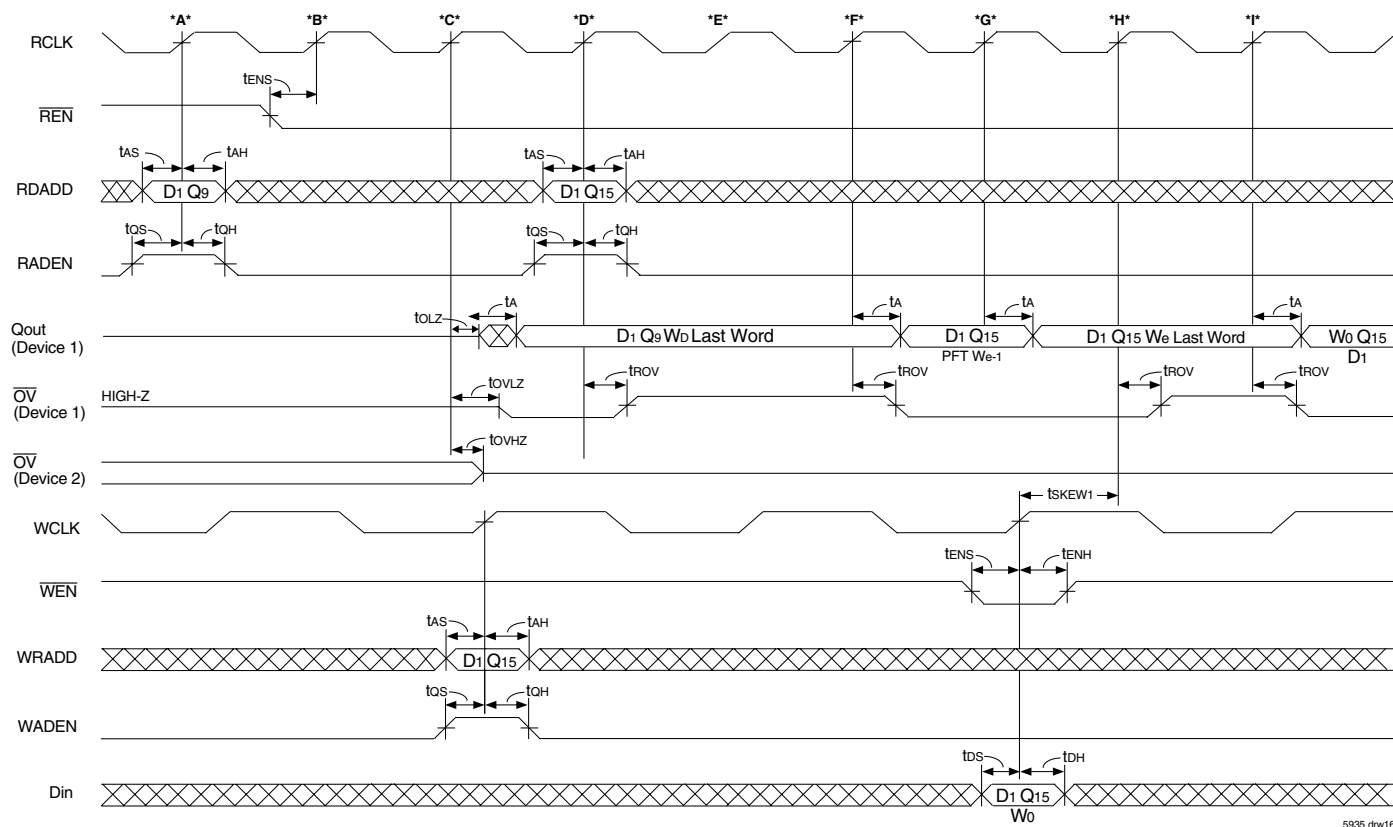 *A* *B* *C* *D* *E* *F* *G* *H* *I*
RCLK
tENS
REN
tAS tAH tAS tAH
RDADD D1 Q9 D1 Q15
tQS tQH tQS tQH
RADEN
tA tA tA tA
tOLZ
Qout
(Device 1)
D1 Q9 WD Last Word D1 Q15 D1 Q15 We Last Word W0 Q15
PFT We-1 D1
tOVLZ tROV tROV tROV tROV
OV HIGH-Z
(Device 1)
tOVHZ
OV
(Device 2)
tSKEW1
WCLK
tENS tENH
WEN
tAS tAH
WRADD D1 Q15
tQS tQH
WADEN
tDS tDH
Din D1 Q15
W0
5935 drw16